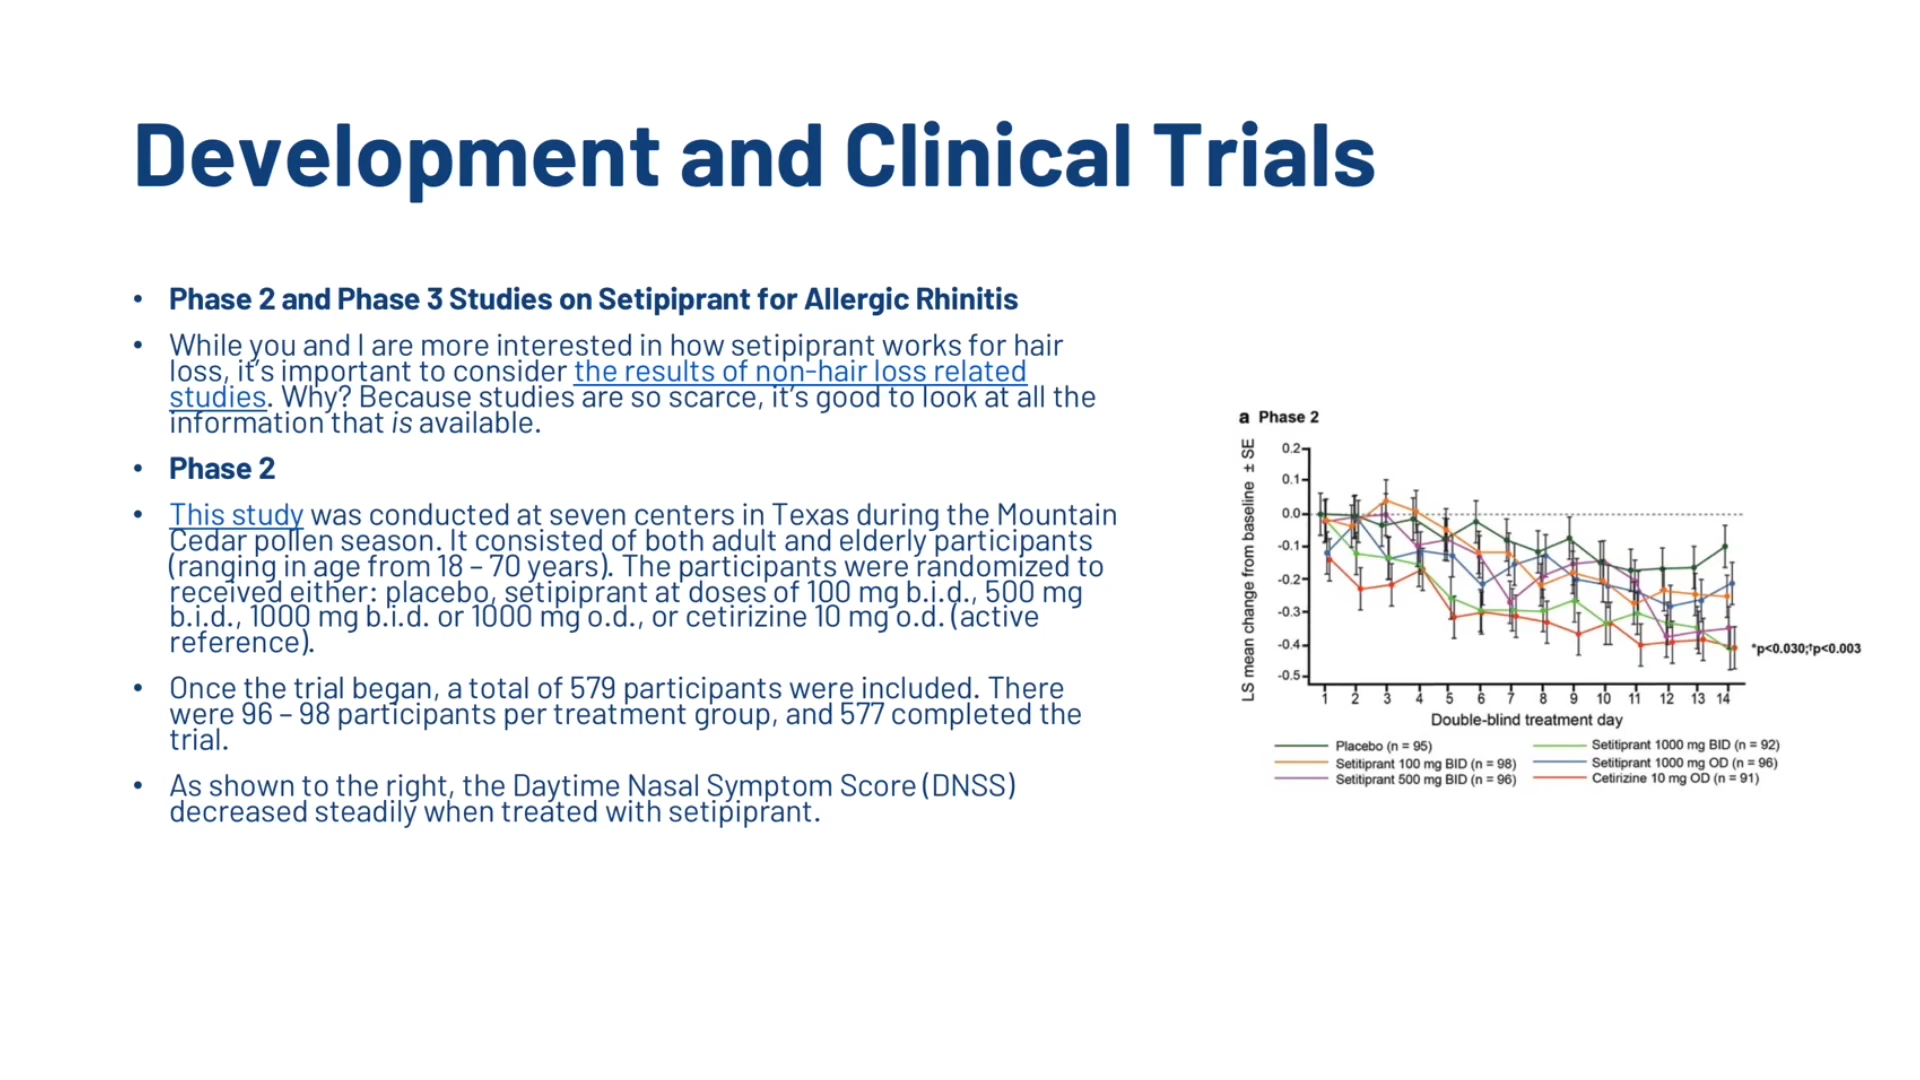 Development and Clinical Trials
• Phase 2 and Phase 3 Studies on Setipiprant for Allergic Rhinitis
• While you and I are more interested in how setipiprant works for hair
loss, it's important to consider the results of non-hair loss related
studies. Why? Because studies are so scarce, it's good to look at all the
information that is available.
• Phase 2
• This study was conducted at seven centers in Texas during the Mountain
Cedar pollen season. It consisted of both adult and elderly participants
(ranging in age from 18 – 70 years). The participants were randomized to
received either: placebo, setipiprant at doses of 100 mg b.i.d., 500 mg
b.i.d., 1000 mg b.i.d. or 1000 mg o.d., or cetirizine 10 mg o.d. (active
reference).
• Once the trial began, a total of 579 participants were included. There
were 96 – 98 participants per treatment group, and 577 completed the
trial.
• As shown to the right, the Daytime Nasal Symptom Score (DNSS)
decreased steadily when treated with setipiprant.
a Phase 2
LS mean change from baseline ± SE
0.2
0.1
0.0
-0.1
-0.2
-0.3
-0.4
-0.5
*p<0.030;†p<0.003
1 2 3 4 5 6 7 8 9 10 11 12 13 14
Double-blind treatment day
Placebo (n = 95)
Setitiprant 100 mg BID (n = 98)
Setitiprant 500 mg BID (n = 96)
Setitiprant 1000 mg BID (n = 92)
Setitiprant 1000 mg OD (n = 96)
Cetirizine 10 mg OD (n = 91)